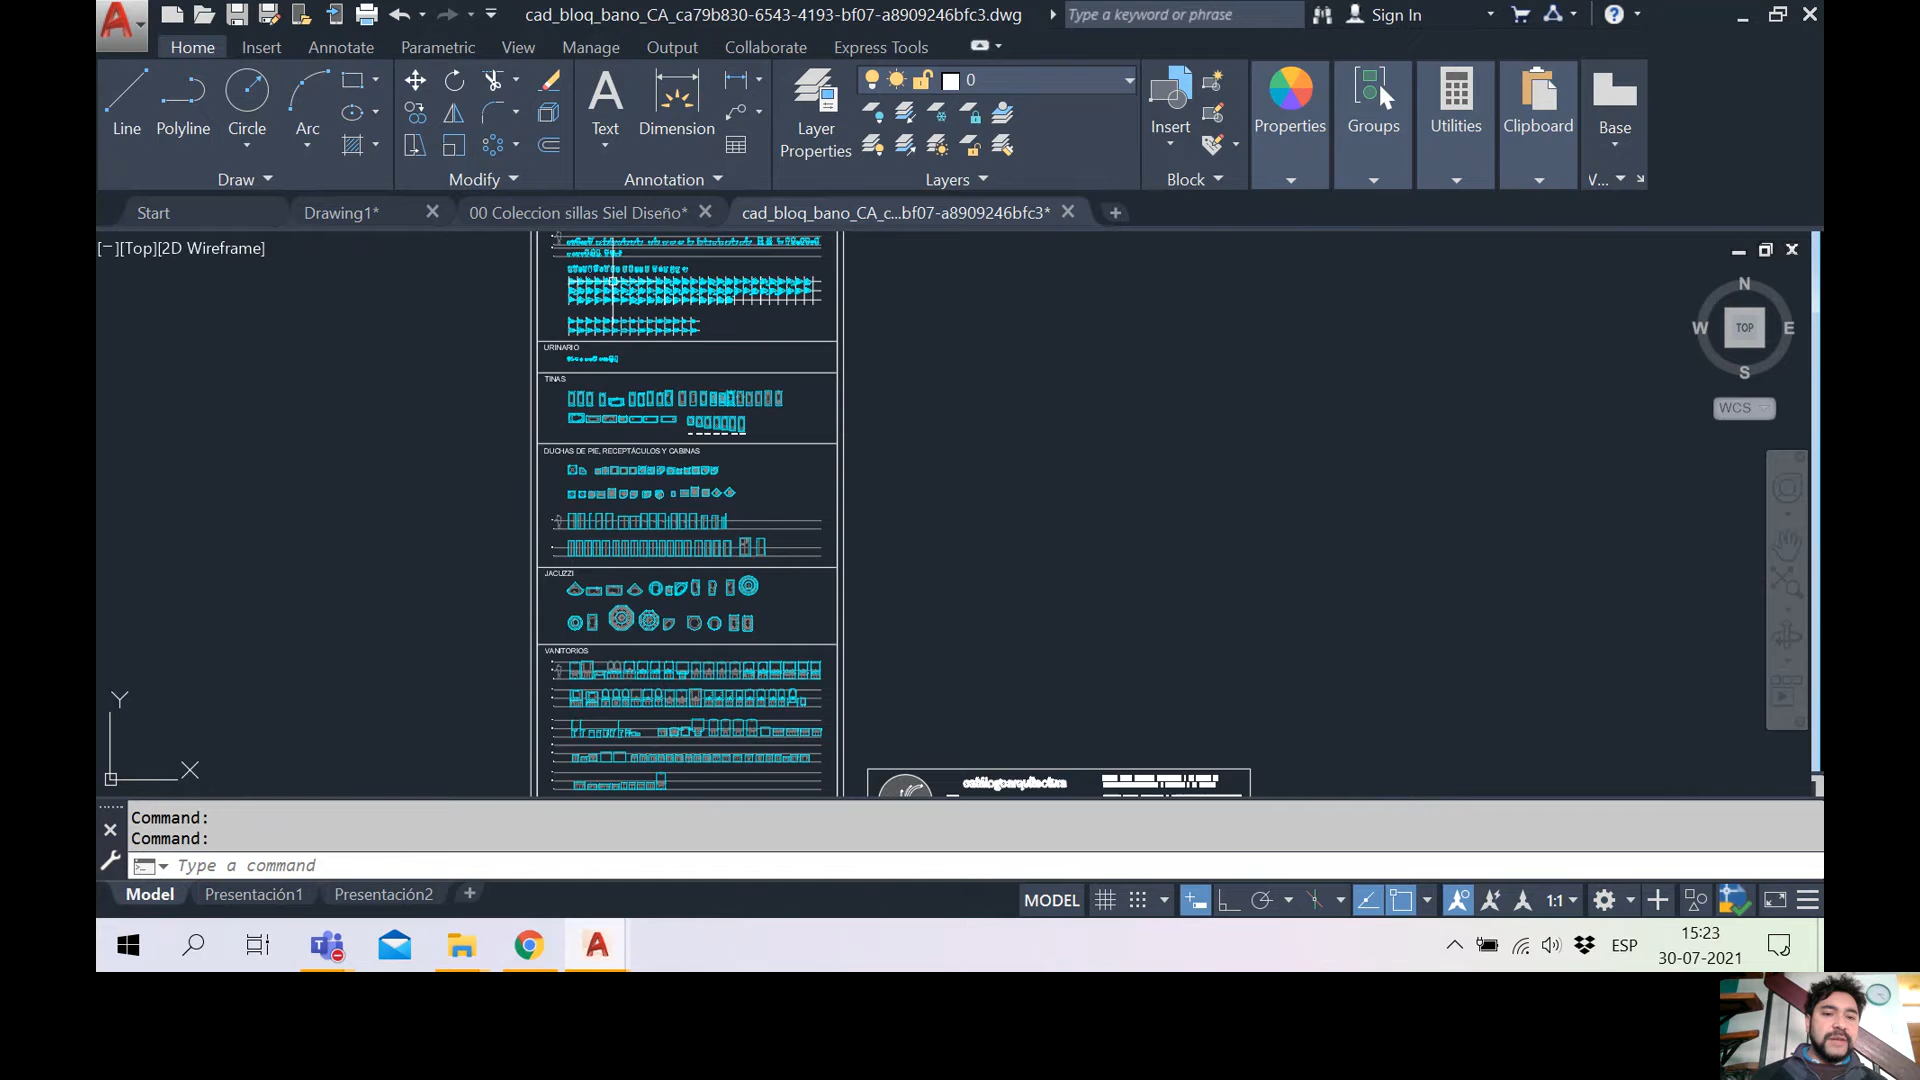 cad_bloq_bano_CA_ca79b830-6543-4193-bf07-a8909246bfc3.dwg
Type a keyword or phrase
Sign In
Home Insert Annotate Parametric View Manage Output Collaborate Express Tools
0
Line Polyline Circle Arc
Text Dimension
Layer
Properties
Insert
Properties Groups Utilities Clipboard Base
Draw Modify Annotation Layers Block V...
Start Drawing1* 00 Coleccion sillas Siel Diseño* cad_bloq_bano_CA_c...bf07-a8909246bfc3*
[−][Top][2D Wireframe]
N
W TOP E
S
WCS
URINARIO
TINAS
DUCHAS DE PIE, RECEPTÁCULOS Y CABINAS
JACUZZI
VANITORIOS
Y
X
catálogoarquitectura
Command:
Command:
Type a command
Model Presentación1 Presentación2
MODEL
1:1
ESP
15:23
30-07-2021